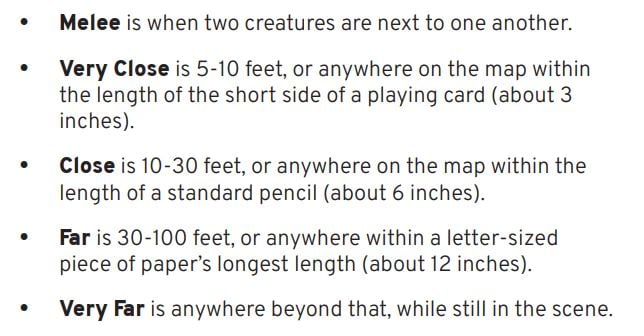 • Melee is when two creatures are next to one another.
• Very Close is 5-10 feet, or anywhere on the map within
the length of the short side of a playing card (about 3
inches).
• Close is 10-30 feet, or anywhere on the map within the
length of a standard pencil (about 6 inches).
• Far is 30-100 feet, or anywhere within a letter-sized
piece of paper's longest length (about 12 inches).
• Very Far is anywhere beyond that, while still in the scene.